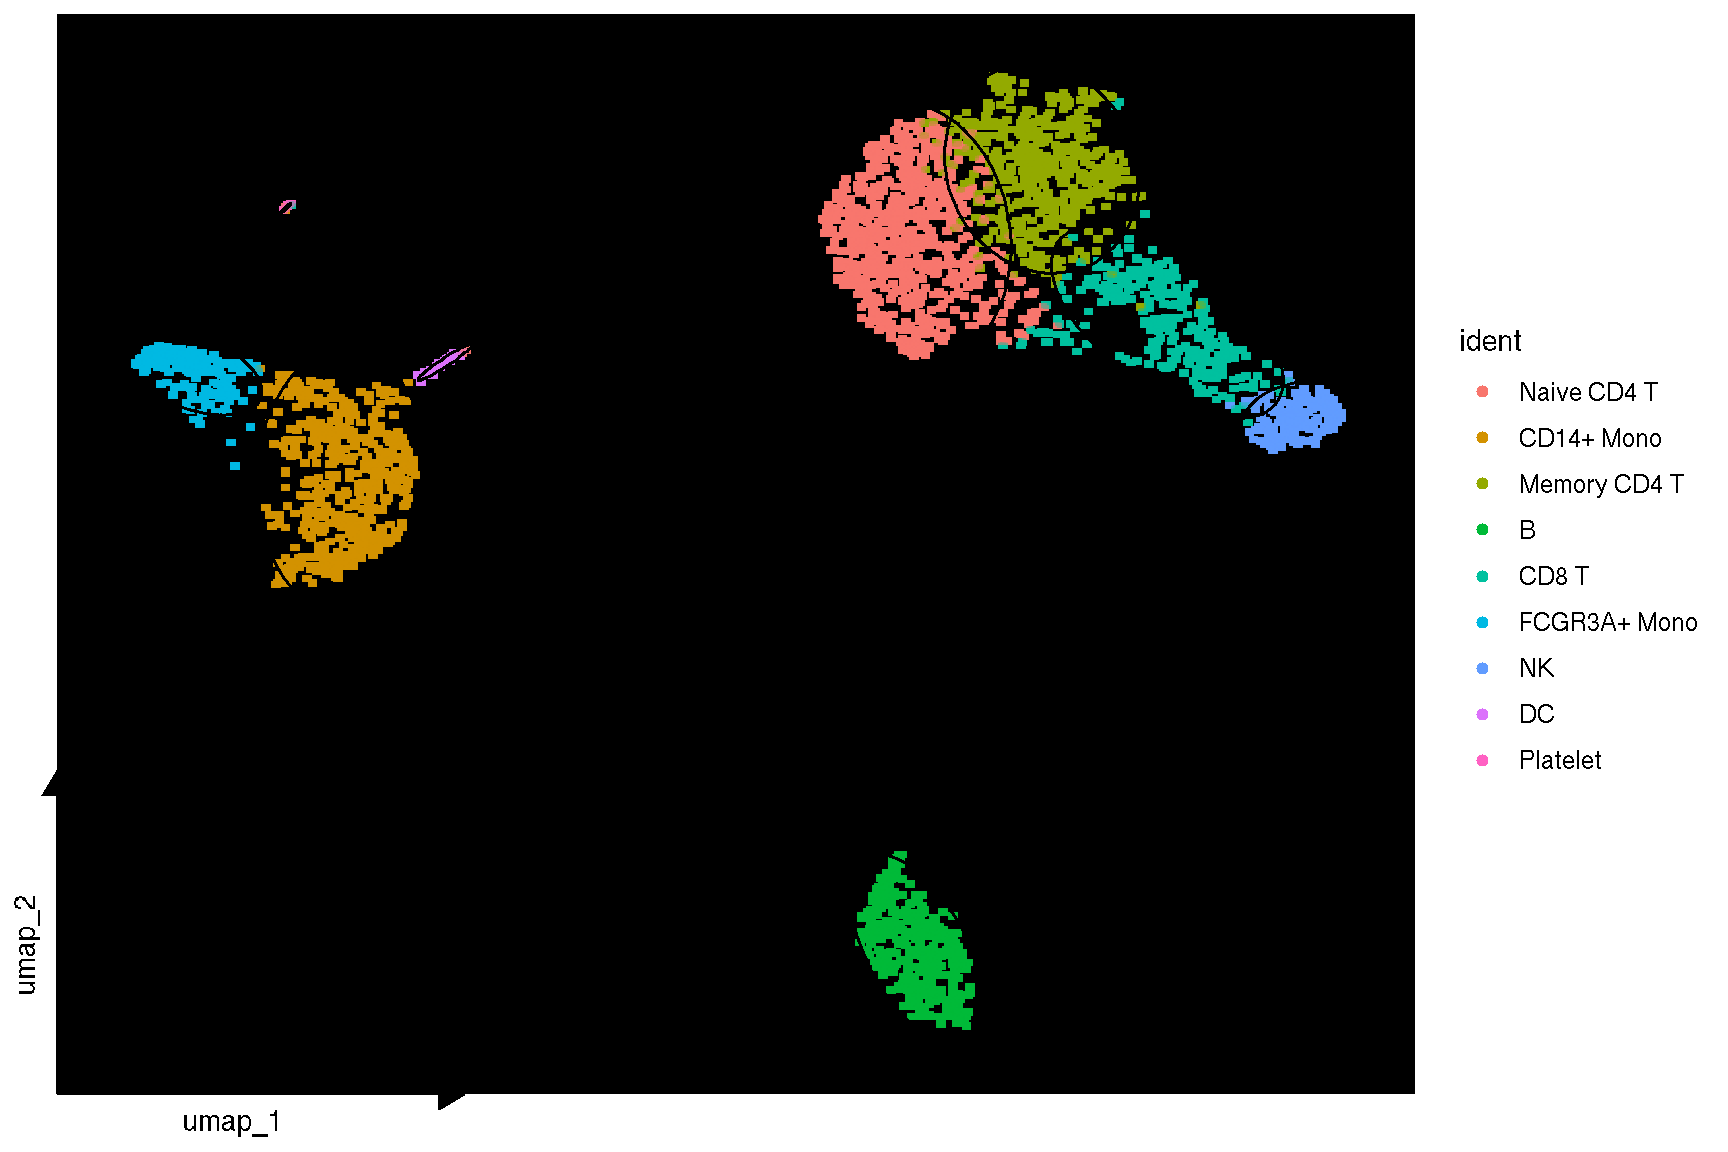 ident
Naive CD4 T
CD14+ Mono
Memory CD4 T
B
CD8 T
FCGR3A+ Mono
NK
DC
Platelet
umap_2
umap_1